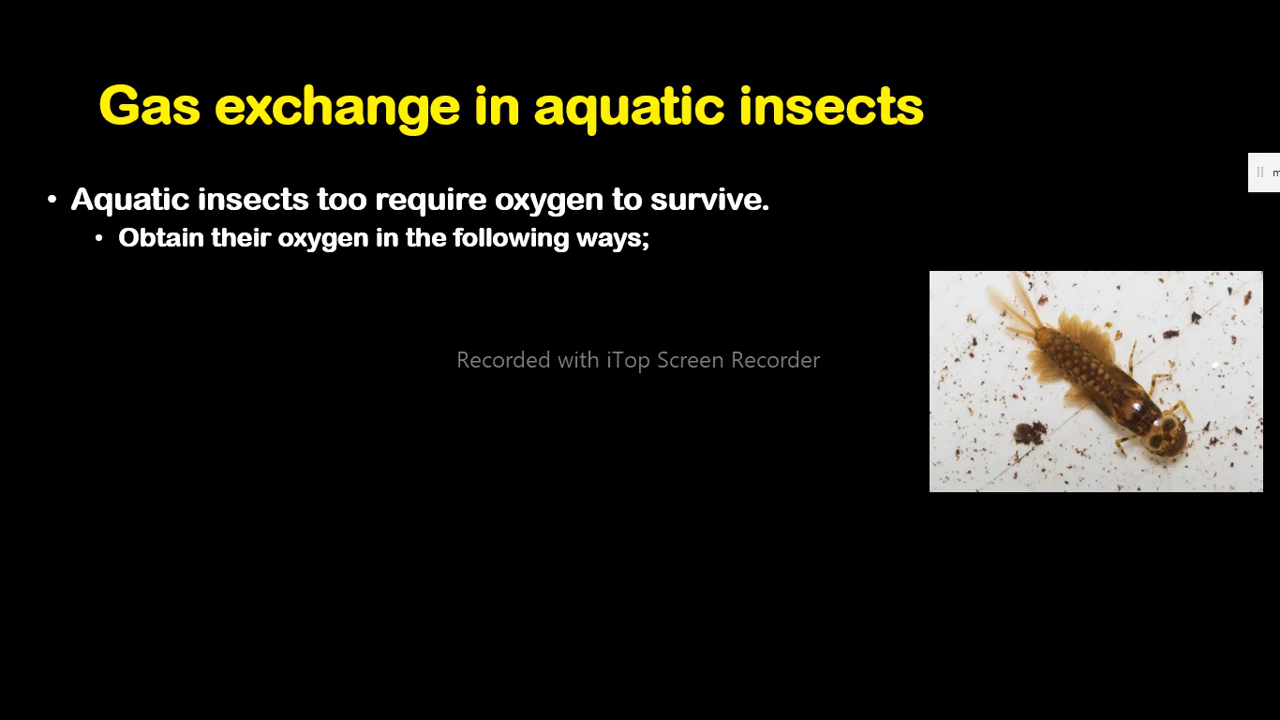 Gas exchange in aquatic insects
• Aquatic insects too require oxygen to survive.
• Obtain their oxygen in the following ways;
Recorded with iTop Screen Recorder